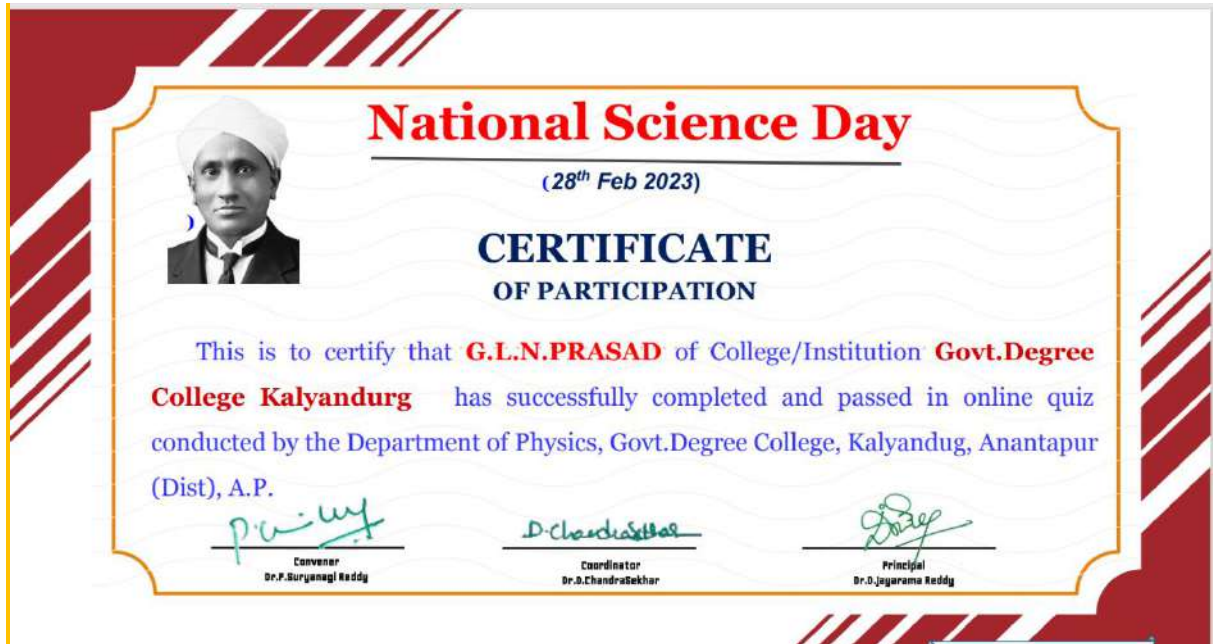 National Science Day
(28th Feb 2023)
)
CERTIFICATE
OF PARTICIPATION
This is to certify that G.L.N.PRASAD of College/Institution Govt.Degree
College Kalyandurg has successfully completed and passed in online quiz
conducted by the Department of Physics, Govt.Degree College, Kalyandug, Anantapur
(Dist), A.P.
D.ChandraSekhar
Convener
Dr.P.Suryanagi Reddy
Coordinator
Dr.D.ChandraSekhar
Principal
Dr.D.Jayarama Reddy